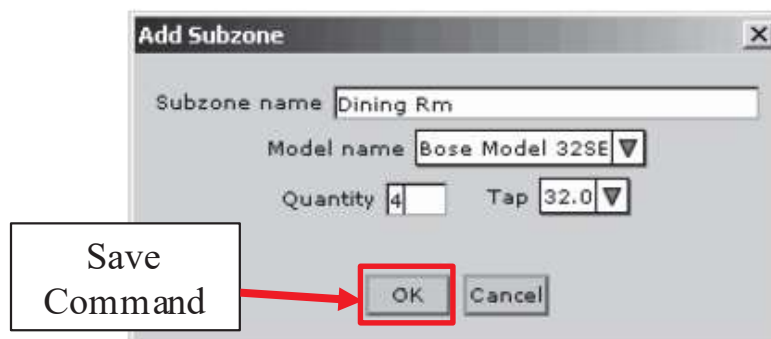 Add Subzone
Subzone name Dining Rm
Model name Bose Model 32SE
Quantity 4 Tap 32.0
Save
Command
OK Cancel